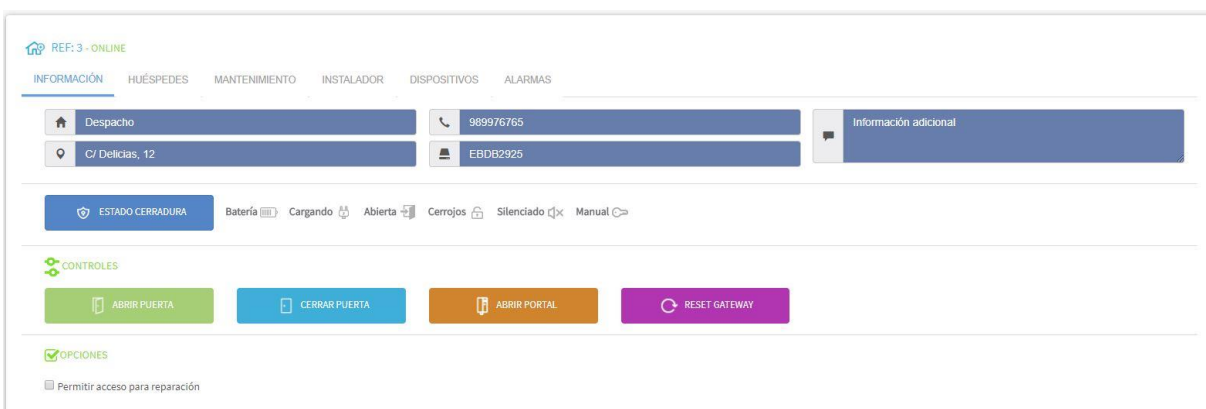 REF: 3 - ONLINE
INFORMACIÓN HUÉSPEDES MANTENIMIENTO INSTALADOR DISPOSITIVOS ALARMAS
Despacho 989976765 Información adicional
C/ Delicias, 12 EBDB2925
ESTADO CERRADURA Batería Cargando Abierta Cerrojos Silenciado Manual
CONTROLES
ABRIR PUERTA CERRAR PUERTA ABRIR PORTAL RESET GATEWAY
OPCIONES
Permitir acceso para reparación